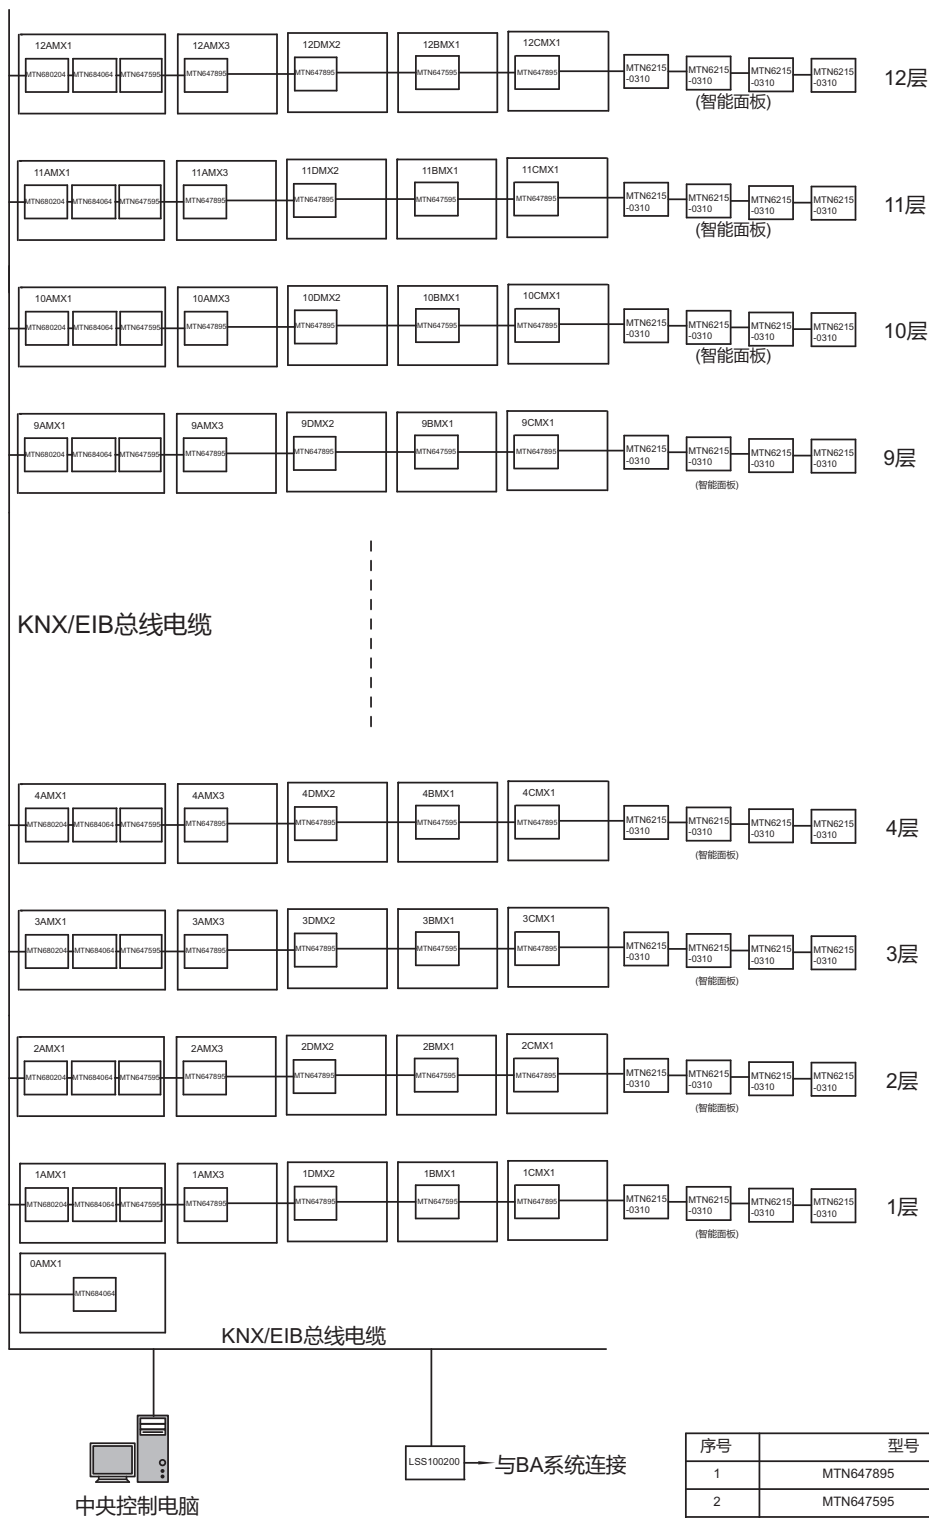 12AMX1 12AMX3 12DMX2 12BMX1 12CMX1
MTN680204 MTN684064 MTN647595 MTN647895 MTN647895 MTN647595 MTN647895 MTN6215 -0310 MTN6215 -0310 MTN6215 -0310 MTN6215 -0310 12层
(智能面板)
11AMX1 11AMX3 11DMX2 11BMX1 11CMX1
MTN680204 MTN684064 MTN647595 MTN647895 MTN647895 MTN647595 MTN647895 MTN6215 -0310 MTN6215 -0310 MTN6215 -0310 MTN6215 -0310 11层
(智能面板)
10AMX1 10AMX3 10DMX2 10BMX1 10CMX1
MTN680204 MTN684064 MTN647595 MTN647895 MTN647895 MTN647595 MTN647895 MTN6215 -0310 MTN6215 -0310 MTN6215 -0310 MTN6215 -0310 10层
(智能面板)
9AMX1 9AMX3 9DMX2 9BMX1 9CMX1
MTN680204 MTN684064 MTN647595 MTN647895 MTN647895 MTN647595 MTN647895 MTN6215 -0310 MTN6215 -0310 MTN6215 -0310 MTN6215 -0310 9层
(智能面板)
KNX/EIB总线电缆
4AMX1 4AMX3 4DMX2 4BMX1 4CMX1
MTN680204 MTN684064 MTN647595 MTN647895 MTN647895 MTN647595 MTN647895 MTN6215 -0310 MTN6215 -0310 MTN6215 -0310 MTN6215 -0310 4层
(智能面板)
3AMX1 3AMX3 3DMX2 3BMX1 3CMX1
MTN680204 MTN684064 MTN647595 MTN647895 MTN647895 MTN647595 MTN647895 MTN6215 -0310 MTN6215 -0310 MTN6215 -0310 MTN6215 -0310 3层
(智能面板)
2AMX1 2AMX3 2DMX2 2BMX1 2CMX1
MTN680204 MTN684064 MTN647595 MTN647895 MTN647895 MTN647595 MTN647895 MTN6215 -0310 MTN6215 -0310 MTN6215 -0310 MTN6215 -0310 2层
(智能面板)
1AMX1 1AMX3 1DMX2 1BMX1 1CMX1
MTN680204 MTN684064 MTN647595 MTN647895 MTN647895 MTN647595 MTN647895 MTN6215 -0310 MTN6215 -0310 MTN6215 -0310 MTN6215 -0310 1层
(智能面板)
0AMX1
MTN684064
KNX/EIB总线电缆
LSS100200 与BA系统连接
中央控制电脑
序号 型号
1 MTN647895
2 MTN647595